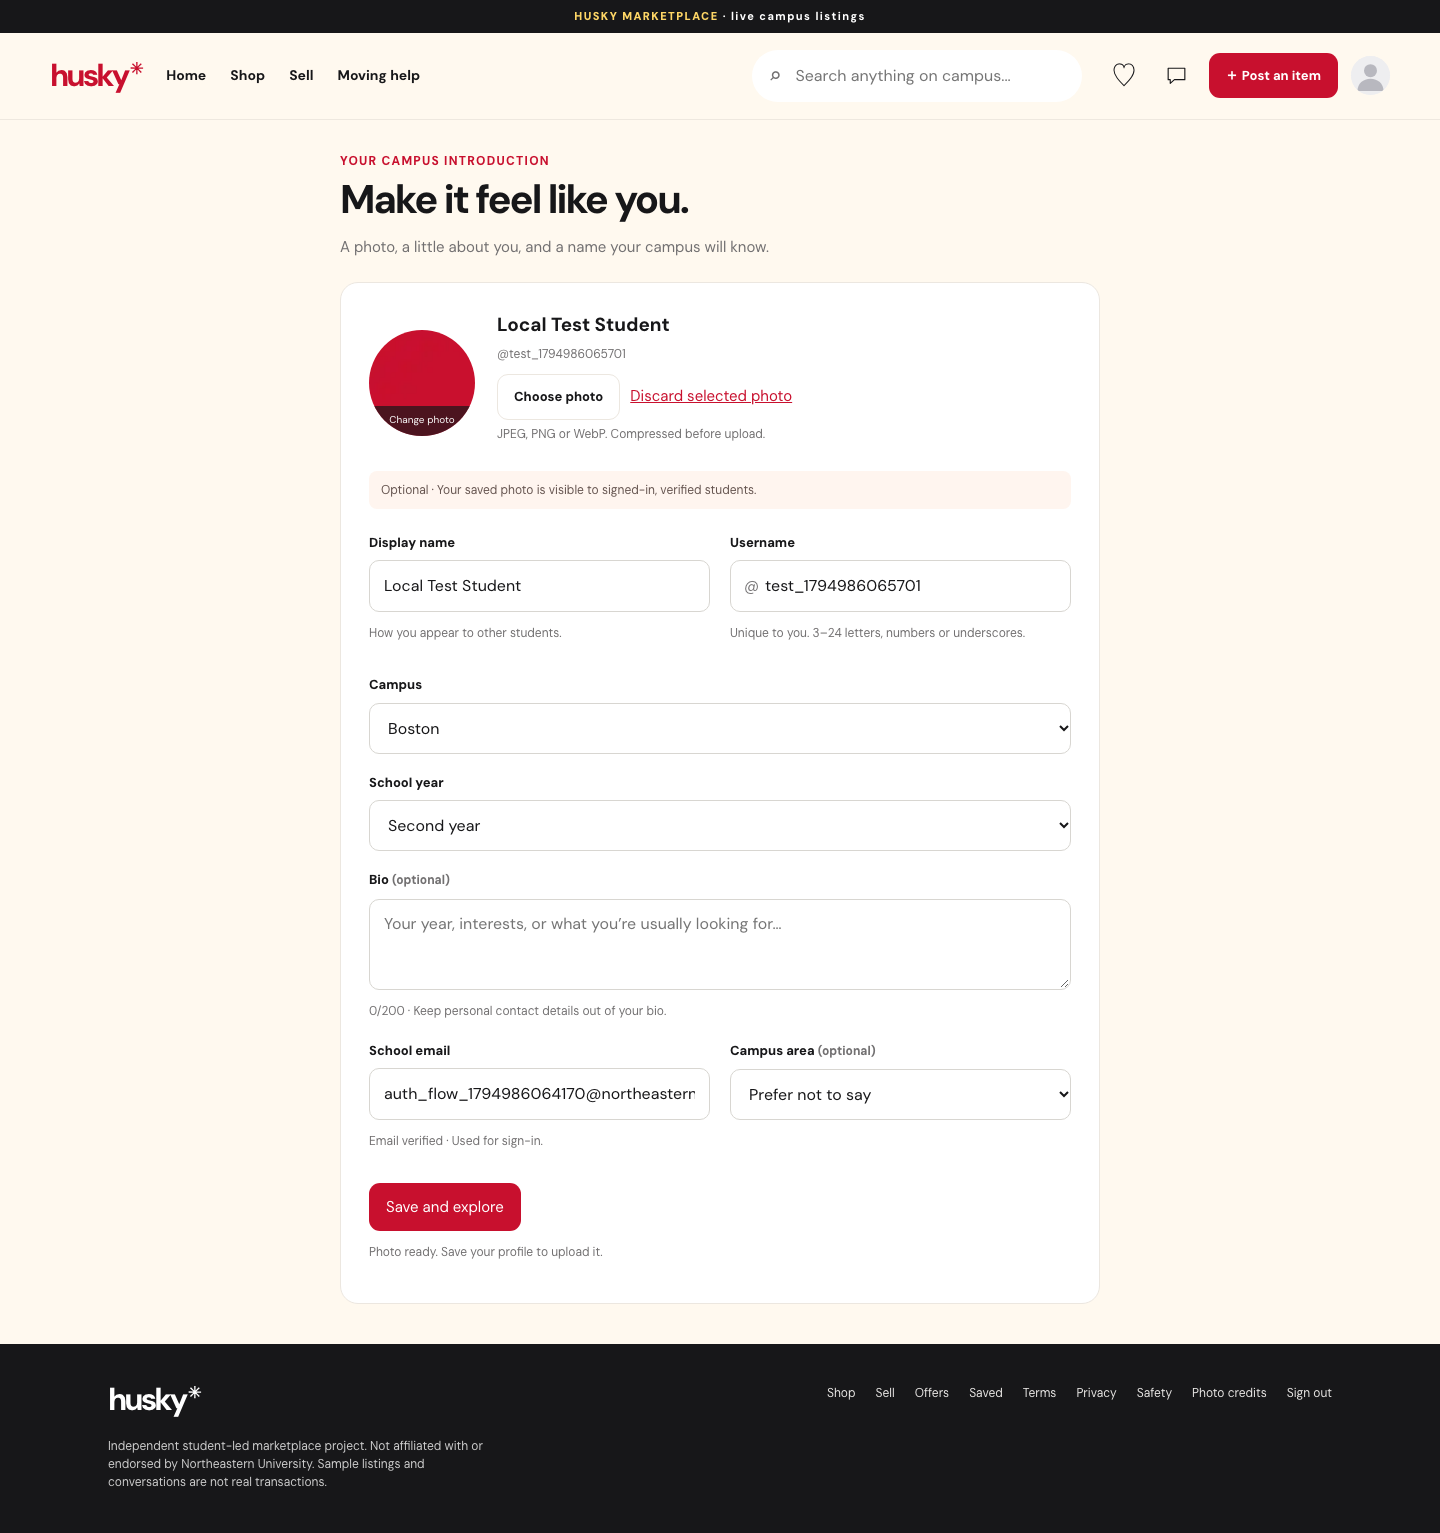 HUSKY MARKETPLACE · live campus listings
husky*
Home Shop Sell Moving help
Search anything on campus...
+ Post an item
YOUR CAMPUS INTRODUCTION
Make it feel like you.
A photo, a little about you, and a name your campus will know.
Local Test Student
@test_1794986065701
Change photo
Choose photo Discard selected photo
JPEG, PNG or WebP. Compressed before upload.
Optional · Your saved photo is visible to signed-in, verified students.
Display name Username
Local Test Student @ test_1794986065701
How you appear to other students. Unique to you. 3–24 letters, numbers or underscores.
Campus
Boston
School year
Second year
Bio (optional)
Your year, interests, or what you’re usually looking for...
0/200 · Keep personal contact details out of your bio.
School email Campus area (optional)
auth_flow_1794986064170@northeastern Prefer not to say
Email verified · Used for sign-in.
Save and explore
Photo ready. Save your profile to upload it.
husky*
Shop Sell Offers Saved Terms Privacy Safety Photo credits Sign out
Independent student-led marketplace project. Not affiliated with or
endorsed by Northeastern University. Sample listings and
conversations are not real transactions.